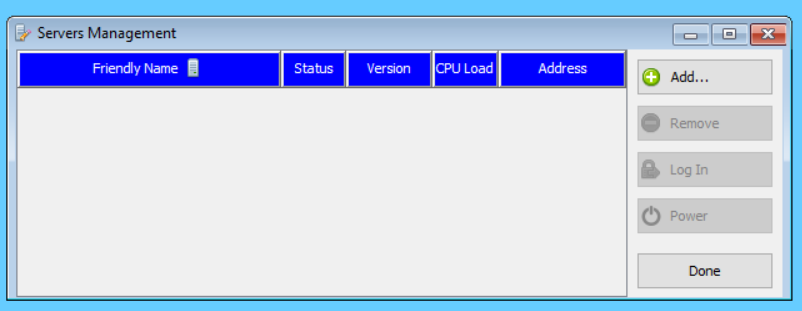 Servers Management
Friendly Name Status Version CPU Load Address
Add...
Remove
Log In
Power
Done